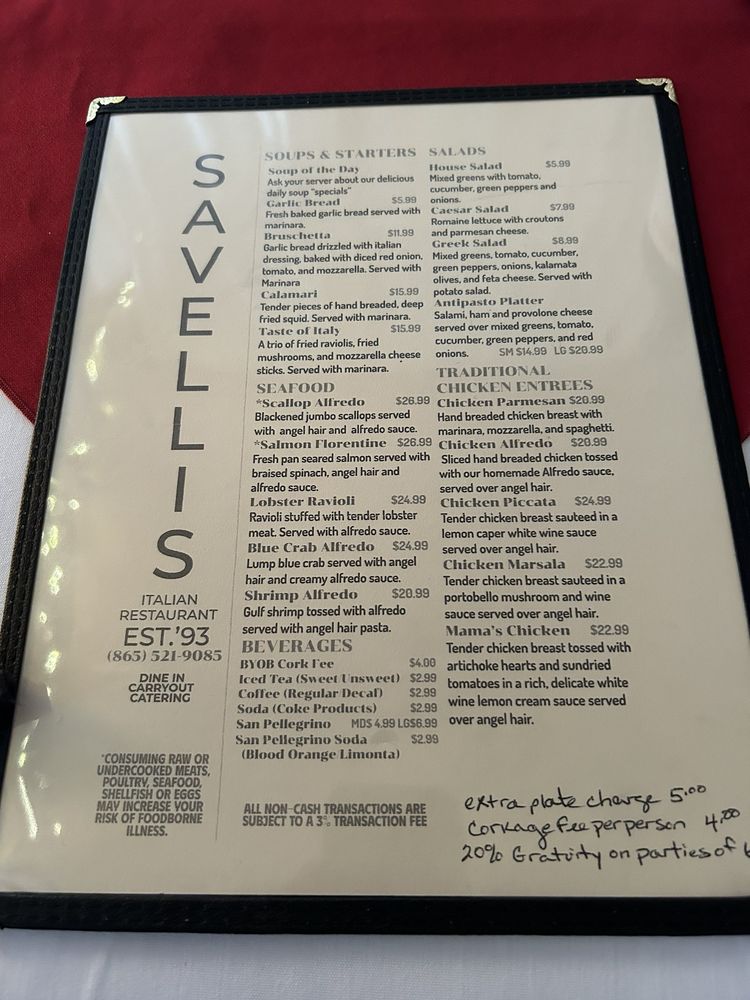 SAVELLIS
ITALIAN
RESTAURANT
EST.'93
(865) 521-9085
DINE IN
CARRYOUT
CATERING
*CONSUMING RAW OR
UNDERCOOKED MEATS,
POULTRY, SEAFOOD,
SHELLFISH OR EGGS
MAY INCREASE YOUR
RISK OF FOODBORNE
ILLNESS.
SOUPS & STARTERS
Soup of the Day
Ask your server about our delicious
daily soup "specials"
Garlic Bread $5.99
Fresh baked garlic bread served with
marinara.
Bruschetta $11.99
Garlic bread drizzled with italian
dressing, baked with diced red onion,
tomato, and mozzarella. Served with
Marinara
Calamari $15.99
Tender pieces of hand breaded, deep
fried squid. Served with marinara.
Taste of Italy $15.99
A trio of fried raviolis, fried
mushrooms, and mozzarella cheese
sticks. Served with marinara.
SEAFOOD
*Scallop Alfredo $26.99
Blackened jumbo scallops served
with angel hair and alfredo sauce.
*Salmon Florentine $26.99
Fresh pan seared salmon served with
braised spinach, angel hair and
alfredo sauce.
Lobster Ravioli $24.99
Ravioli stuffed with tender lobster
meat. Served with alfredo sauce.
Blue Crab Alfredo $24.99
Lump blue crab served with angel
hair and creamy alfredo sauce.
Shrimp Alfredo $20.99
Gulf shrimp tossed with alfredo
served with angel hair pasta.
BEVERAGES
BYOB Cork Fee $4.00
Iced Tea (Sweet Unsweet) $2.99
Coffee (Regular Decaf) $2.99
Soda (Coke Products) $2.99
San Pellegrino MD$ 4.99 LG$6.99
San Pellegrino Soda $2.99
(Blood Orange Limonta)
ALL NON-CASH TRANSACTIONS ARE
SUBJECT TO A 3% TRANSACTION FEE
SALADS
House Salad $5.99
Mixed greens with tomato,
cucumber, green peppers and
onions.
Caesar Salad $7.99
Romaine lettuce with croutons
and parmesan cheese.
Greek Salad $8.99
Mixed greens, tomato, cucumber,
green peppers, onions, kalamata
olives, and feta cheese. Served with
potato salad.
Antipasto Platter
Salami, ham and provolone cheese
served over mixed greens, tomato,
cucumber, green peppers, and red
onions. SM $14.99 LG $20.99
TRADITIONAL
CHICKEN ENTREES
Chicken Parmesan $20.99
Hand breaded chicken breast with
marinara, mozzarella, and spaghetti.
Chicken Alfredo $20.99
Sliced hand breaded chicken tossed
with our homemade Alfredo sauce,
served over angel hair.
Chicken Piccata $24.99
Tender chicken breast sauteed in a
lemon caper white wine sauce
served over angel hair.
Chicken Marsala $22.99
Tender chicken breast sauteed in a
portobello mushroom and wine
sauce served over angel hair.
Mama's Chicken $22.99
Tender chicken breast tossed with
artichoke hearts and sundried
tomatoes in a rich, delicate white
wine lemon cream sauce served
over angel hair.
extra plate charge 5.00
Corkage fee per person 4.00
20% Gratuity on parties of